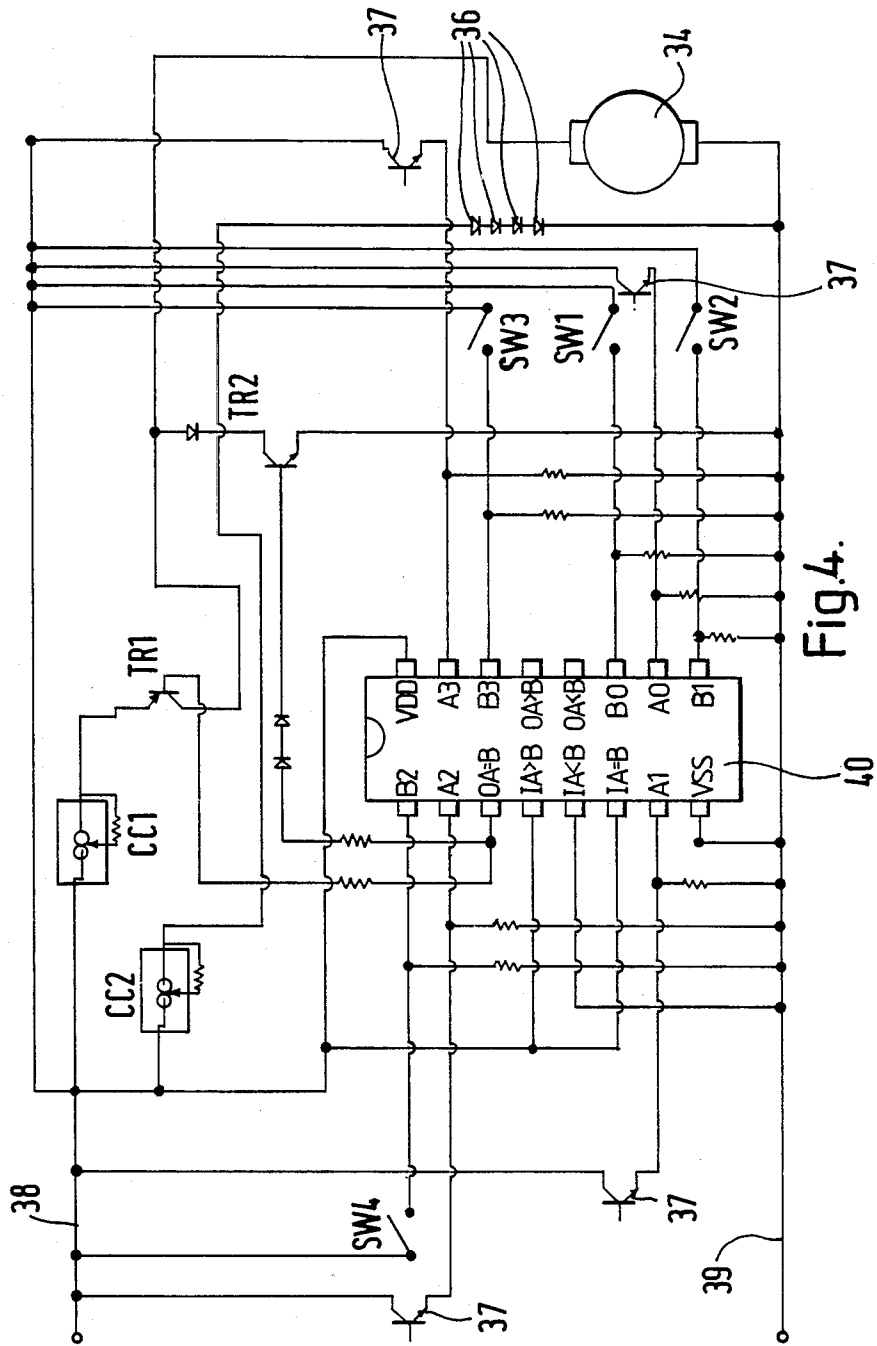 38
CC2
CC1
TR1
TR2
37
36
SW4
37
37
SW3
SW1
SW2
37
34
B2
A2
OA=B
IA>B
IA<B
IA=B
A1
VSS
VDD
A3
B3
OA>B
OA<B
B0
A0
B1
40
39
Fig.4.